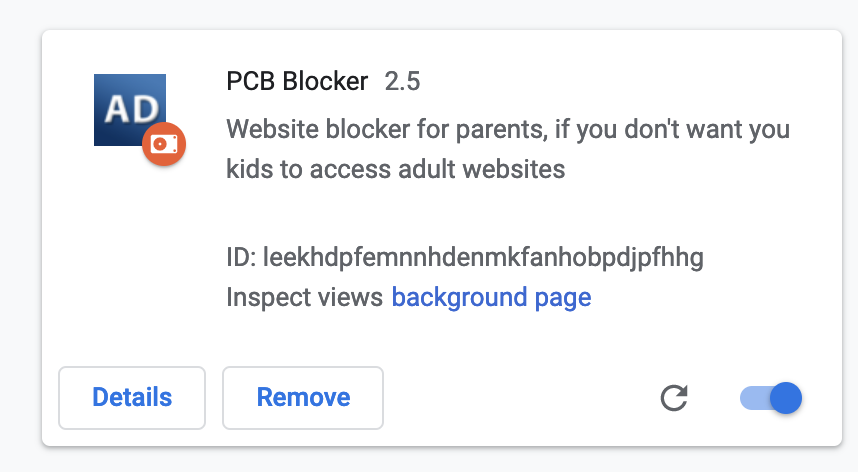 AD
PCB Blocker 2.5
Website blocker for parents, if you don't want you
kids to access adult websites
ID: leekhdpfemnnhdenmkfanhobpdjpfhhg
Inspect views background page
Details Remove